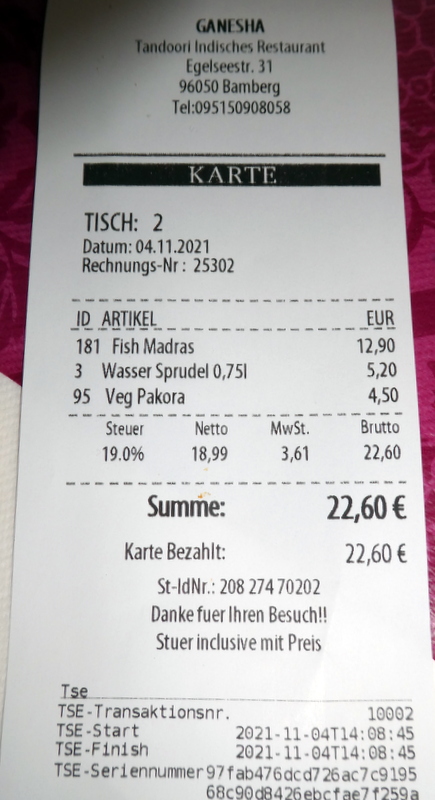 GANESHA
Tandoori Indisches Restaurant
Egelseestr. 31
96050 Bamberg
Tel:095150908058
KARTE
TISCH: 2
Datum: 04.11.2021
Rechnungs-Nr : 25302
ID ARTIKEL EUR
181 Fish Madras 12,90
3 Wasser Sprudel 0,75l 5,20
95 Veg Pakora 4,50
Steuer Netto MwSt. Brutto
19.0% 18,99 3,61 22,60
Summe: 22,60 €
Karte Bezahlt: 22,60 €
St-IdNr.: 208 274 70202
Danke fuer Ihren Besuch!!
Stuer inclusive mit Preis
Tse
TSE-Transaktionsnr. 10002
TSE-Start 2021-11-04T14:08:45
TSE-Finish 2021-11-04T14:08:45
TSE-Seriennummer 97fab476dcd726ac7c9195
68c90d8426ebcfae7f259a